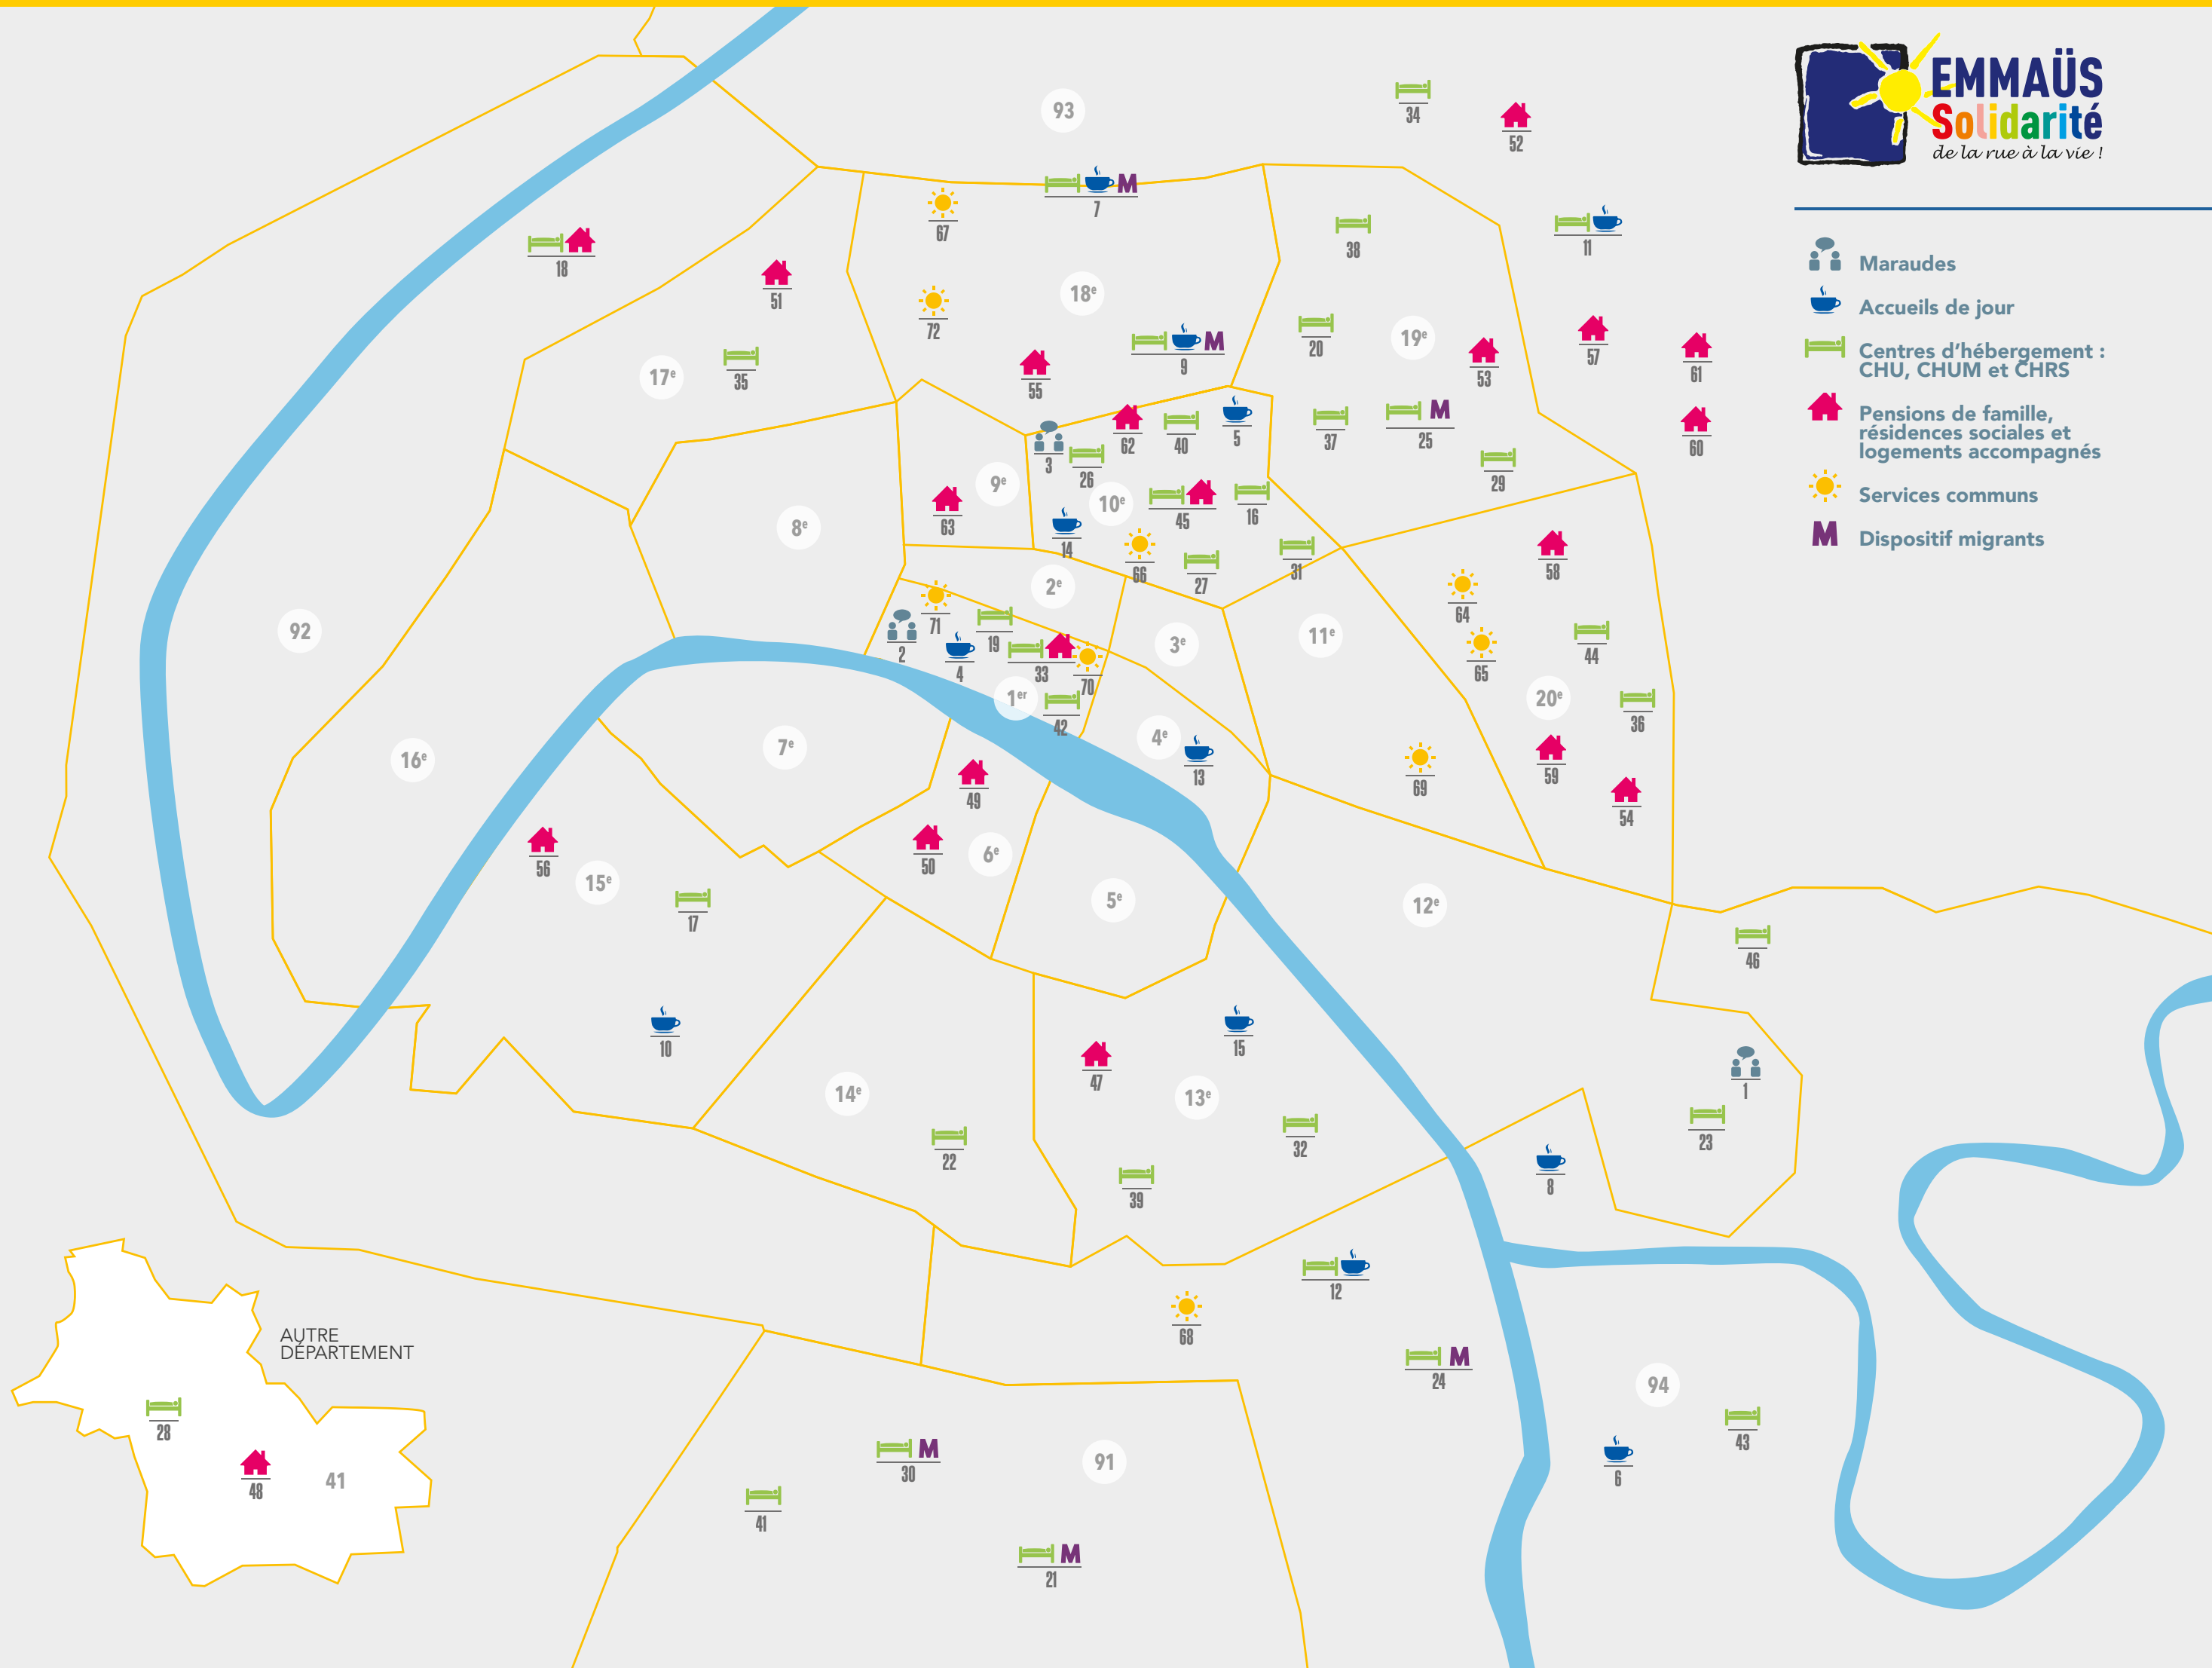 EMMAÜS
Solidarité
de la rue à la vie !
Maraudes
Accueils de jour
Centres d'hébergement :
CHU, CHUM et CHRS
Pensions de famille,
résidences sociales et
logements accompagnés
Services communs
M Dispositif migrants
93
34
52
M
7
67
38
11
18
51
18e
72
M
9
20
19e
57
61
53
17e
35
55
62
40
5
37
M
25
60
3
26
29
9e
10e
63
45
16
8e
14
66
27
31
58
2e
64
92
71
2
19
4
33
70
3e
11e
65
44
1er
42
20e
36
16e
7e
4e
13
49
69
59
54
56
15e
50
6e
17
5e
12e
46
10
15
47
1
14e
13e
23
22
32
39
8
12
68
AUTRE
DÉPARTEMENT
M
24
94
28
43
48
41
M
30
91
6
41
M
21